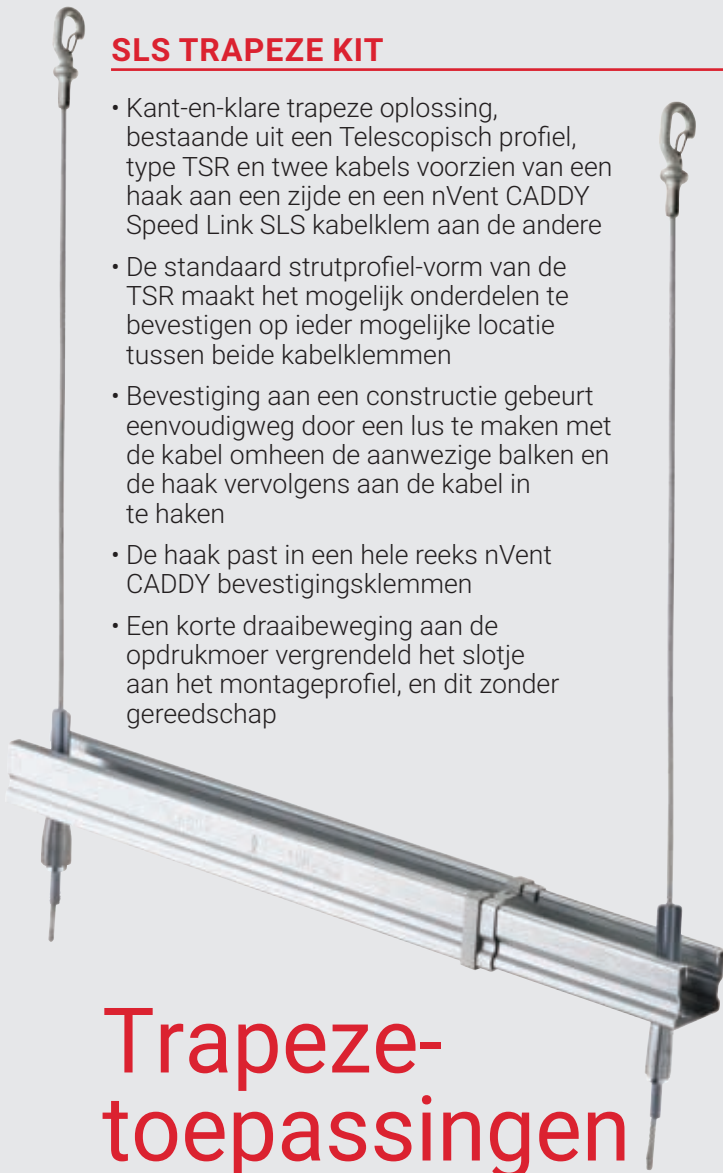 SLS TRAPEZE KIT
• Kant-en-klare trapeze oplossing,
bestaande uit een Telescopisch profiel,
type TSR en twee kabels voorzien van een
haak aan een zijde en een nVent CADDY
Speed Link SLS kabelklem aan de andere
• De standaard strutprofiel-vorm van de
TSR maakt het mogelijk onderdelen te
bevestigen op ieder mogelijke locatie
tussen beide kabelklemmen
• Bevestiging aan een constructie gebeurt
eenvoudigweg door een lus te maken met
de kabel omheen de aanwezige balken en
de haak vervolgens aan de kabel in
te haken
• De haak past in een hele reeks nVent
CADDY bevestigingsklemmen
• Een korte draaibeweging aan de
opdrukmoer vergrendeld het slotje
aan het montageprofiel, en dit zonder
gereedschap
Trapeze-
toepassingen